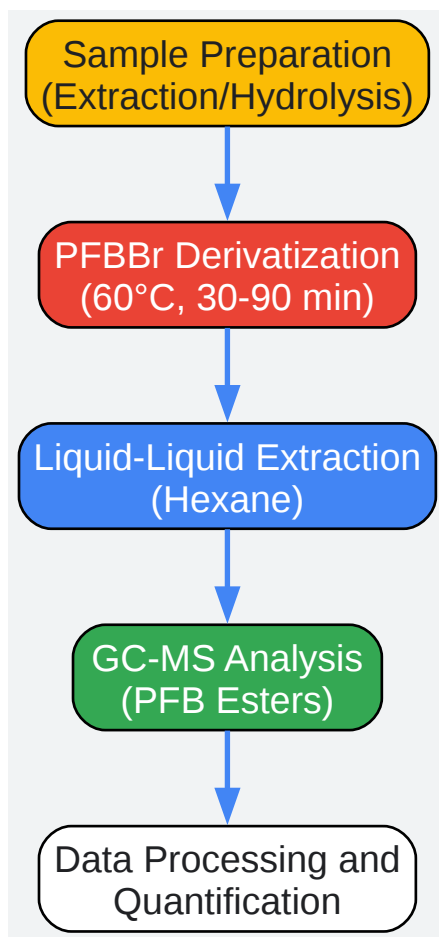 Sample Preparation
(Extraction/Hydrolysis)
PFBBr Derivatization
(60°C, 30-90 min)
Liquid-Liquid Extraction
(Hexane)
GC-MS Analysis
(PFB Esters)
Data Processing and
Quantification